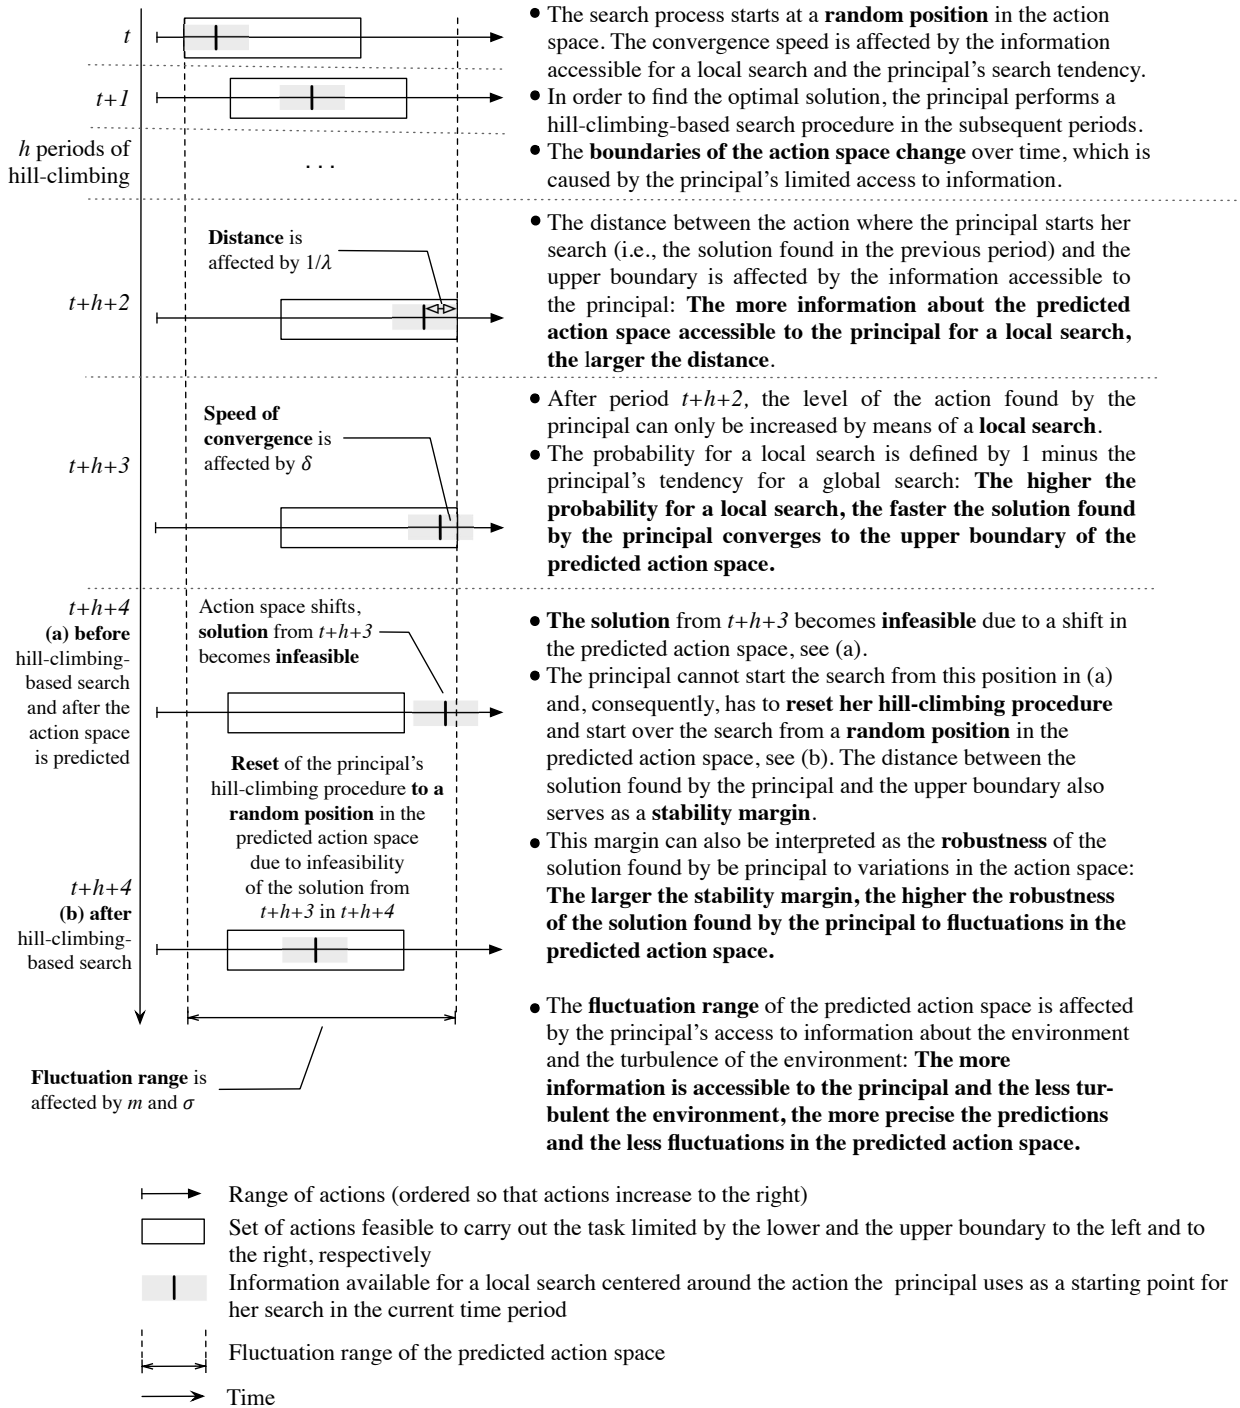 t
• The search process starts at a random position in the action
space. The convergence speed is affected by the information
accessible for a local search and the principal's search tendency.
t+1
• In order to find the optimal solution, the principal performs a
hill-climbing-based search procedure in the subsequent periods.
h periods of
hill-climbing
. . .
• The boundaries of the action space change over time, which is
caused by the principal's limited access to information.
t+h+2
Distance is
affected by 1/λ
• The distance between the action where the principal starts her
search (i.e., the solution found in the previous period) and the
upper boundary is affected by the information accessible to
the principal: The more information about the predicted
action space accessible to the principal for a local search,
the larger the distance.
t+h+3
Speed of
convergence is
affected by δ
• After period t+h+2, the level of the action found by the
principal can only be increased by means of a local search.
• The probability for a local search is defined by 1 minus the
principal's tendency for a global search: The higher the
probability for a local search, the faster the solution found
by the principal converges to the upper boundary of the
predicted action space.
t+h+4
(a) before
hill-climbing-
based search
and after the
action space
is predicted
Action space shifts,
solution from t+h+3
becomes infeasible
• The solution from t+h+3 becomes infeasible due to a shift in
the predicted action space, see (a).
• The principal cannot start the search from this position in (a)
and, consequently, has to reset her hill-climbing procedure
and start over the search from a random position in the
predicted action space, see (b). The distance between the
solution found by the principal and the upper boundary also
serves as a stability margin.
Reset of the principal's
hill-climbing procedure to a
random position in the
predicted action space
due to infeasibility
of the solution from
t+h+3 in t+h+4
t+h+4
(b) after
hill-climbing-
based search
• This margin can also be interpreted as the robustness of the
solution found by be principal to variations in the action space:
The larger the stability margin, the higher the robustness
of the solution found by the principal to fluctuations in the
predicted action space.
Fluctuation range is
affected by m and σ
• The fluctuation range of the predicted action space is affected
by the principal's access to information about the environment
and the turbulence of the environment: The more
information is accessible to the principal and the less tur-
bulent the environment, the more precise the predictions
and the less fluctuations in the predicted action space.
Range of actions (ordered so that actions increase to the right)
Set of actions feasible to carry out the task limited by the lower and the upper boundary to the left and to
the right, respectively
Information available for a local search centered around the action the principal uses as a starting point for
her search in the current time period
Fluctuation range of the predicted action space
Time